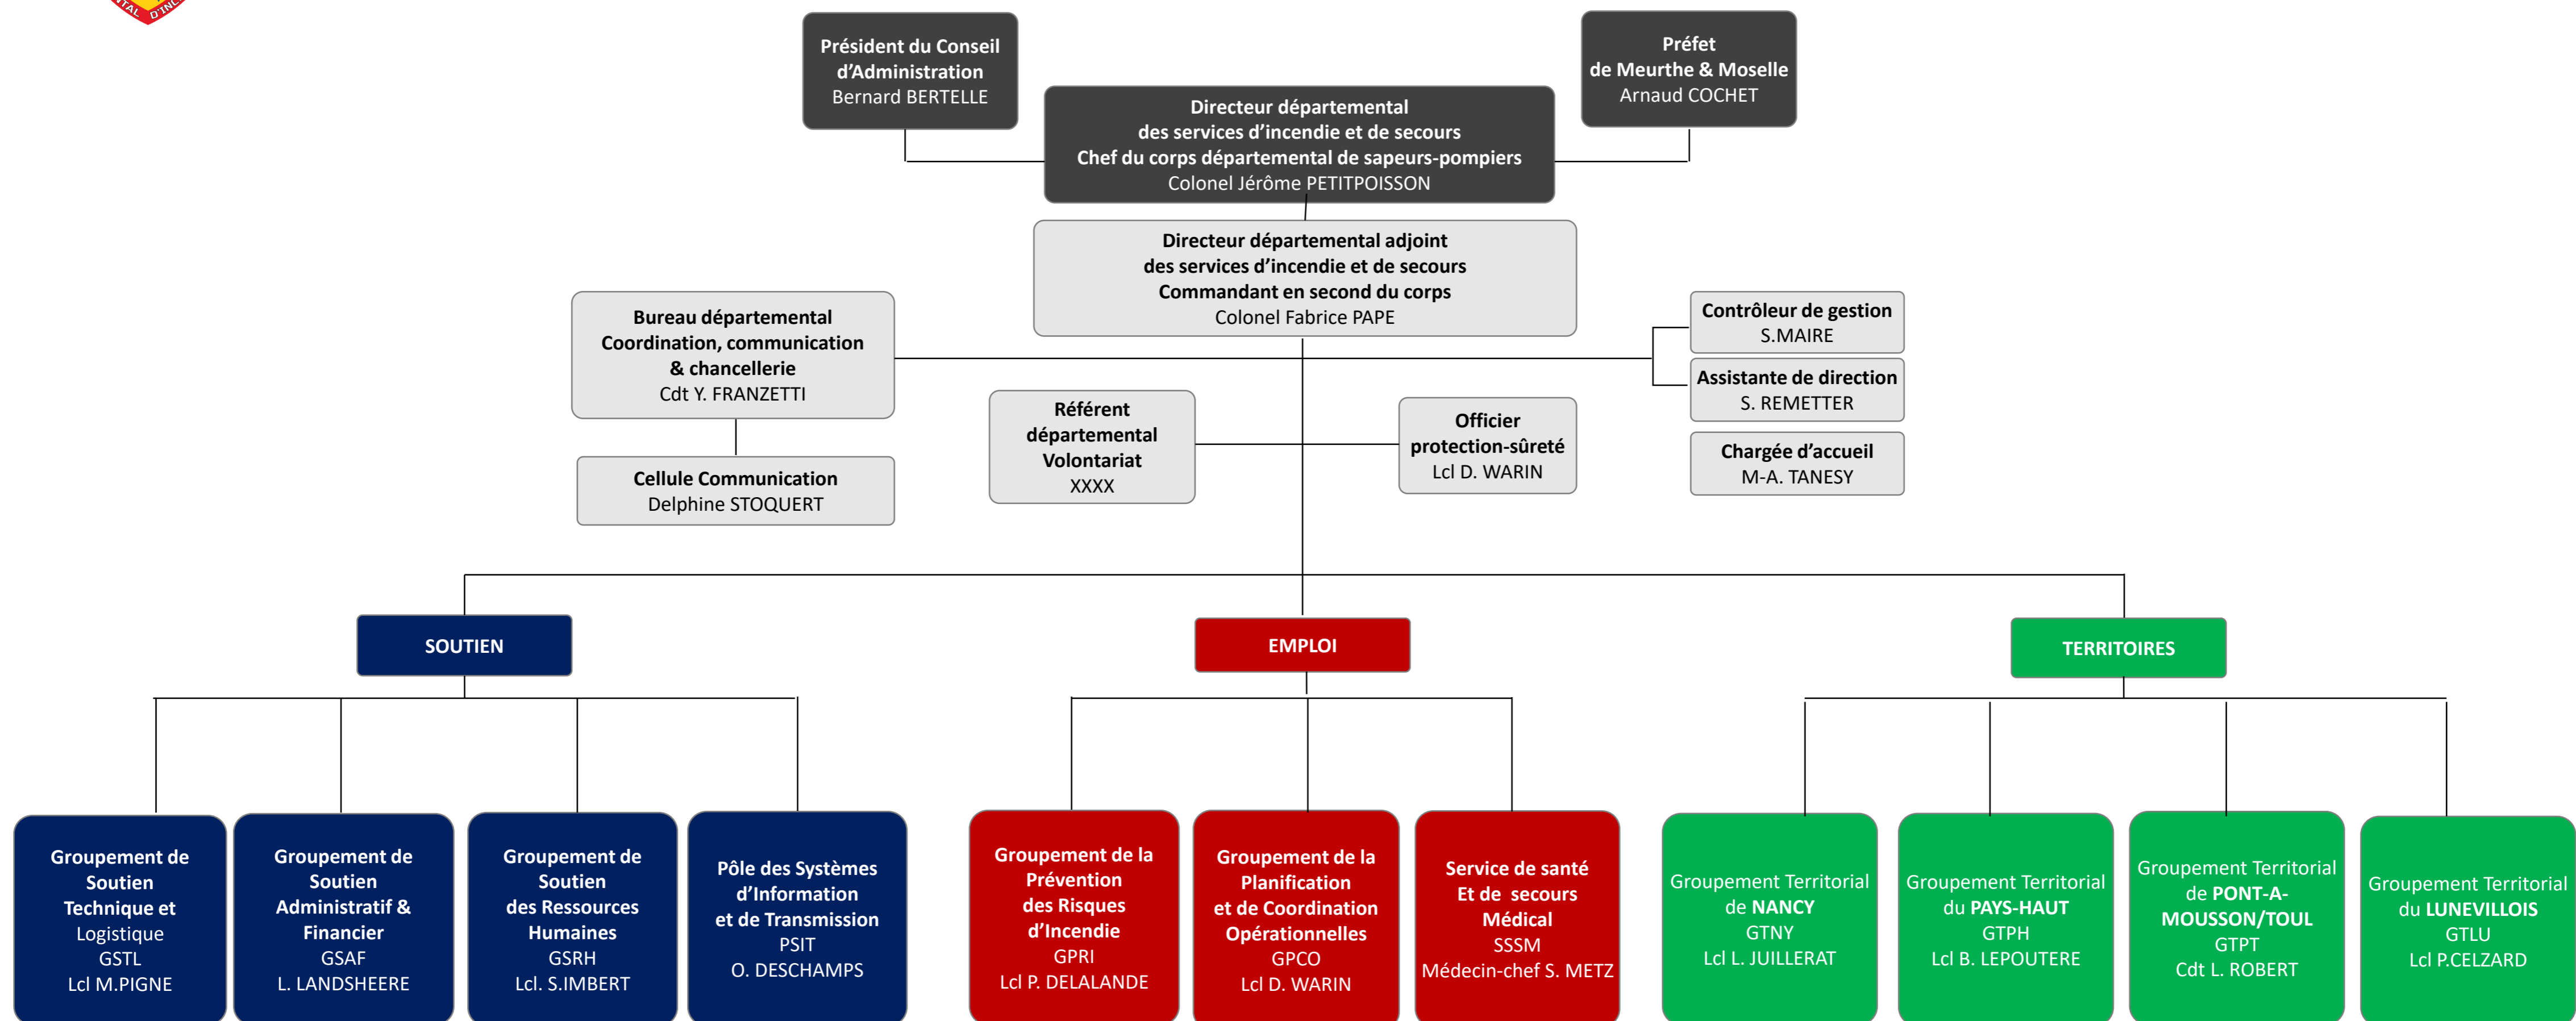 NTAL D'INC
Président du Conseil
d'Administration
Bernard BERTELLE
Préfet
de Meurthe & Moselle
Arnaud COCHET
Directeur départemental
des services d'incendie et de secours
Chef du corps départemental de sapeurs-pompiers
Colonel Jérôme PETITPOISSON
Directeur départemental adjoint
des services d'incendie et de secours
Commandant en second du corps
Colonel Fabrice PAPE
Bureau départemental
Coordination, communication
& chancellerie
Cdt Y. FRANZETTI
Contrôleur de gestion
S.MAIRE
Assistante de direction
S. REMETTER
Référent
départemental
Volontariat
XXXX
Officier
protection-sûreté
Lcl D. WARIN
Chargée d'accueil
M-A. TANESY
Cellule Communication
Delphine STOQUERT
SOUTIEN
EMPLOI
TERRITOIRES
Groupement de
Soutien
Technique et
Logistique
GSTL
Lcl M.PIGNE
Groupement de
Soutien
Administratif &
Financier
GSAF
L. LANDSHEERE
Groupement de
Soutien
des Ressources
Humaines
GSRH
Lcl. S.IMBERT
Pôle des Systèmes
d'Information
et de Transmission
PSIT
O. DESCHAMPS
Groupement de la
Prévention
des Risques
d'Incendie
GPRI
Lcl P. DELALANDE
Groupement de la
Planification
et de Coordination
Opérationnelles
GPCO
Lcl D. WARIN
Service de santé
Et de  secours
Médical
SSSM
Médecin-chef S. METZ
Groupement Territorial
de NANCY
GTNY
Lcl L. JUILLERAT
Groupement Territorial
du PAYS-HAUT
GTPH
Lcl B. LEPOUTERE
Groupement Territorial
de PONT-A-
MOUSSON/TOUL
GTPT
Cdt L. ROBERT
Groupement Territorial
du LUNEVILLOIS
GTLU
Lcl P.CELZARD